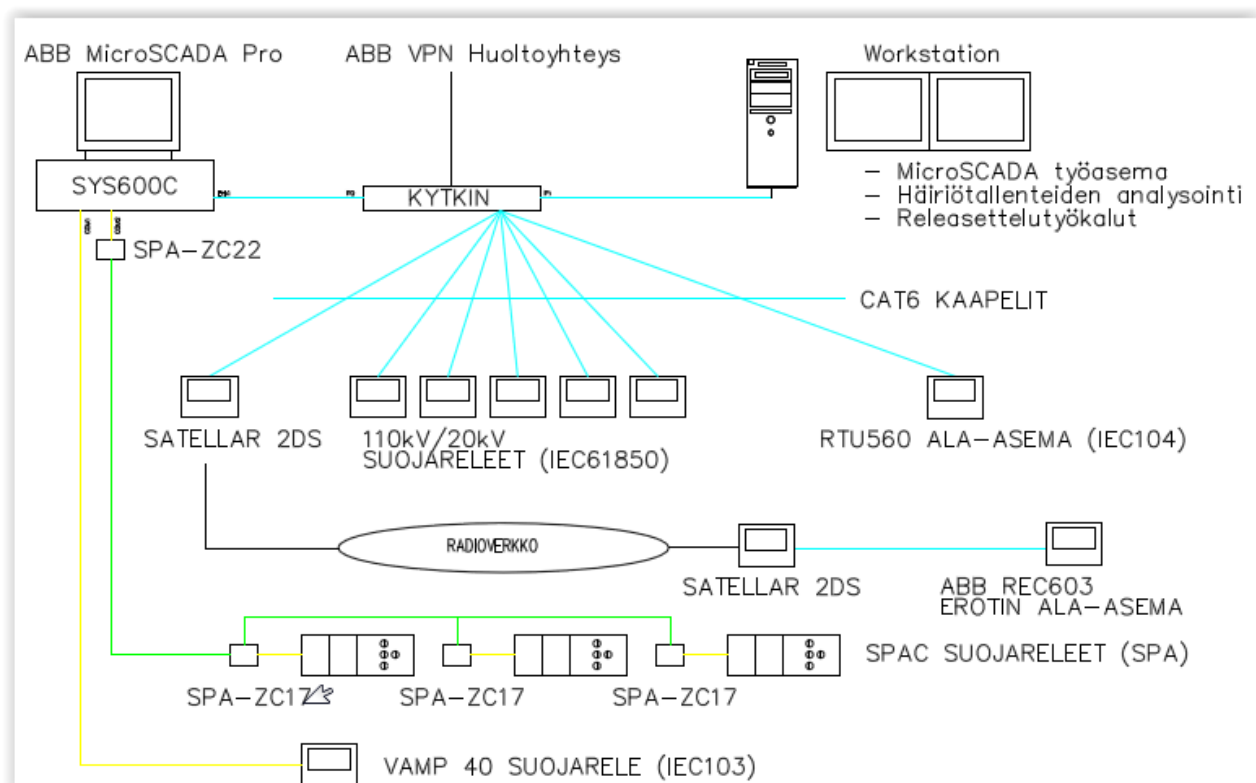 ABB MicroSCADA Pro
ABB VPN Huoltoyhteys
Workstation
SYS600C
KYTKIN
– MicroSCADA työasema
– Häiriötallenteiden analysointi
– Releasettelutyökalut
SPA–ZC22
CAT6 KAAPELIT
SATELLAR 2DS
110kV/20kV
SUOJARELEET (IEC61850)
RTU560 ALA–ASEMA (IEC104)
RADIOVERKKO
SATELLAR 2DS
ABB REC603
EROTIN ALA–ASEMA
SPAC SUOJARELEET (SPA)
SPA–ZC17
SPA–ZC17
SPA–ZC17
VAMP 40 SUOJARELE (IEC103)